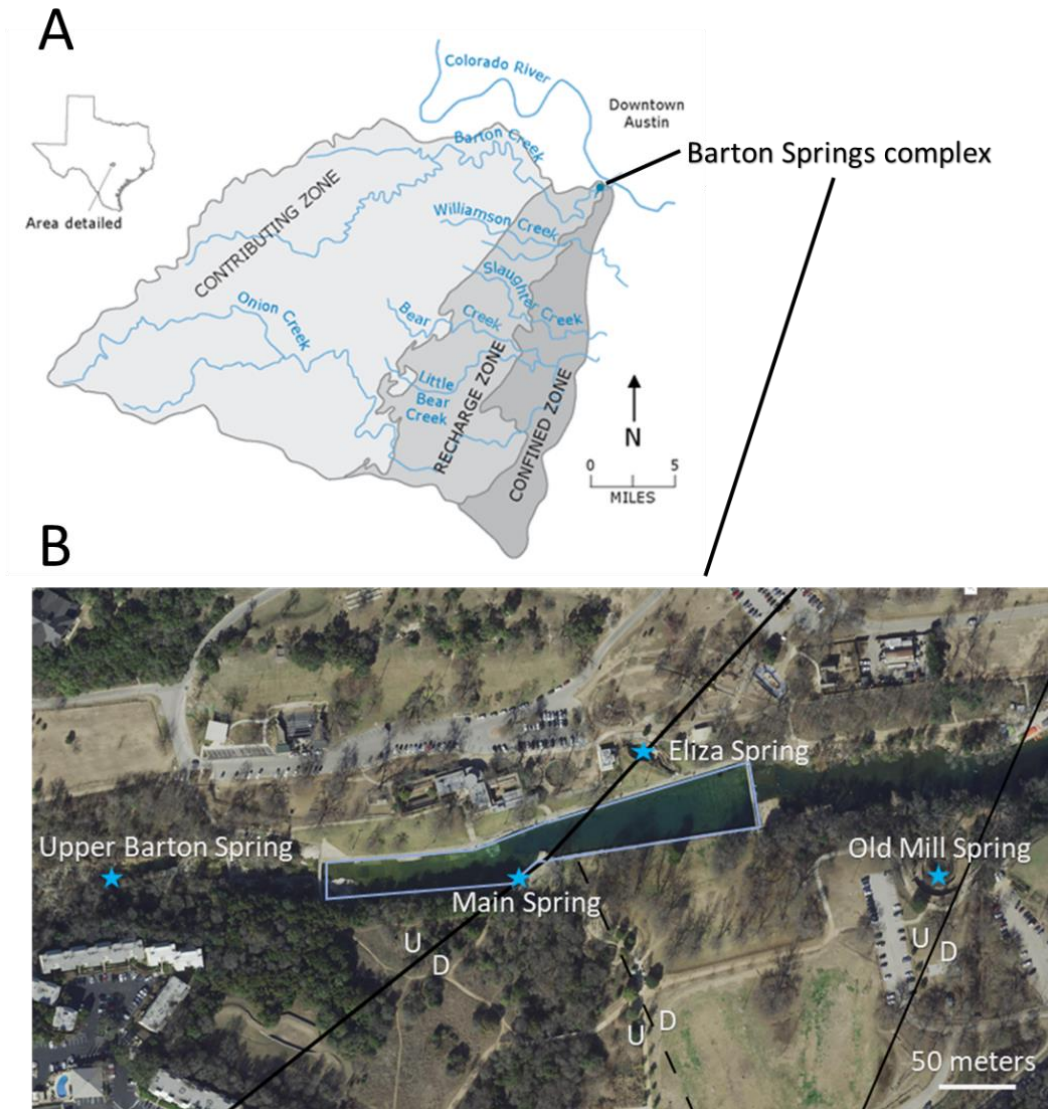 A
Colorado River
Downtown
Austin
Barton Creek
Barton Springs complex
Area detailed
CONTRIBUTING ZONE
Williamson Creek
Slaughter Creek
Onion Creek
Bear Creek
Little
Bear
Creek
RECHARGE ZONE
CONFINED ZONE
N
0 5
MILES
B
Eliza Spring
Upper Barton Spring
Old Mill Spring
Main Spring
U
D
U
D
U
D
50 meters